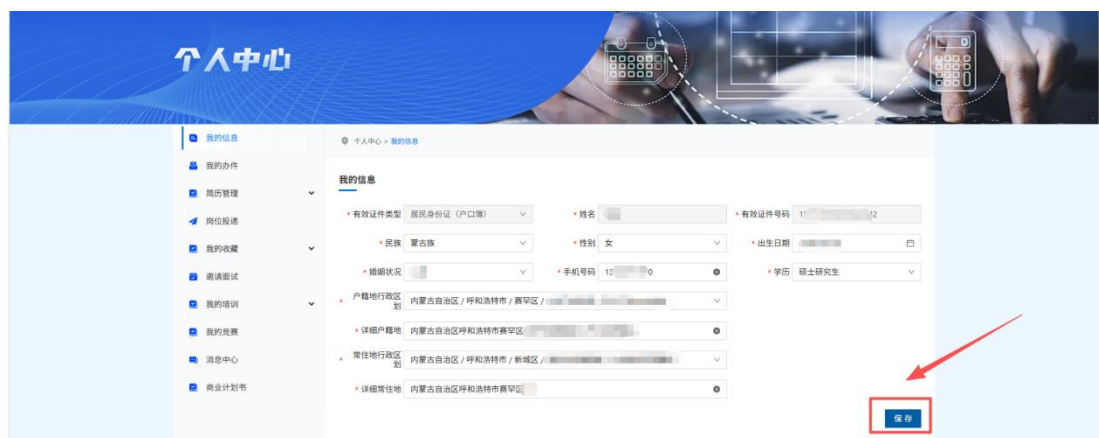 个人中心
我的信息
个人中心 > 我的信息
我的办件
我的信息
简历管理
有效证件类型 居民身份证（户口簿） 姓名 有效证件号码 1 2
岗位投递
民族 蒙古族 性别 女 出生日期
我的收藏
邀请面试
婚姻状况 手机号码 13 0 学历 硕士研究生
我的培训
户籍地行政区划 内蒙古自治区 / 呼和浩特市 / 赛罕区 /
我的竞赛
详细户籍地 内蒙古自治区呼和浩特市赛罕区
消息中心
常住地行政区划 内蒙古自治区 / 呼和浩特市 / 新城区 /
商业计划书
详细常住地 内蒙古自治区呼和浩特市赛罕区
保存